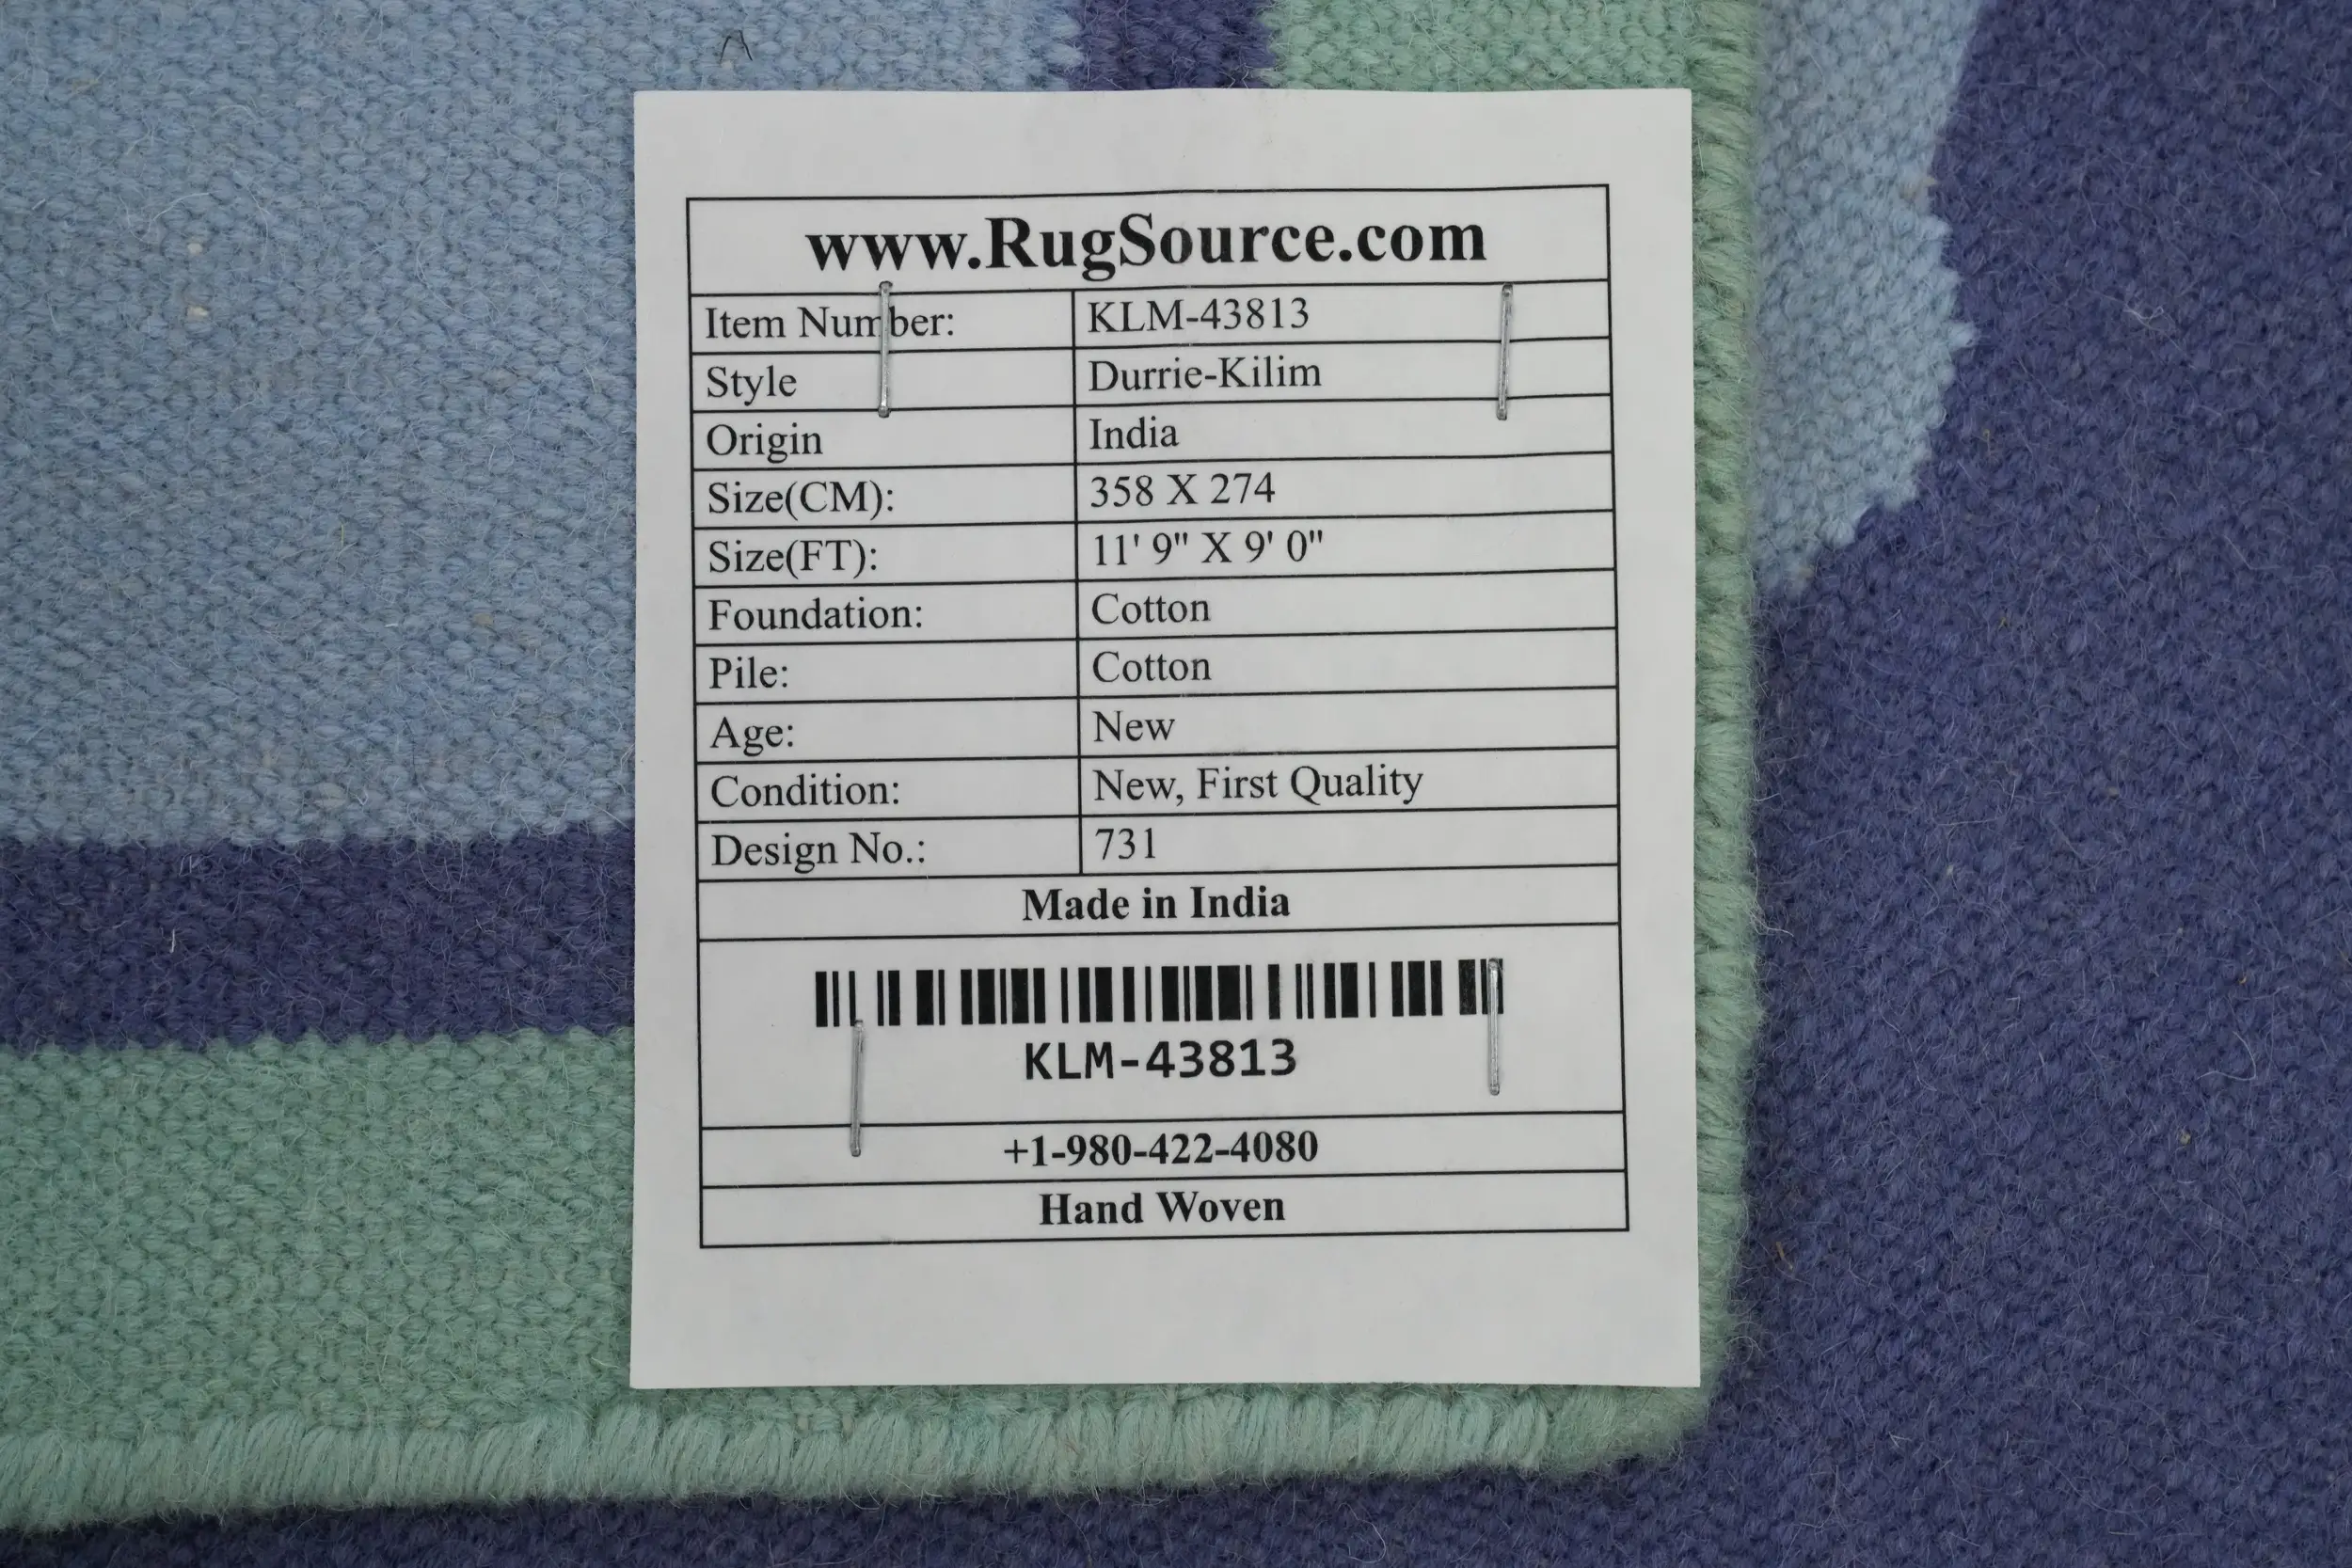 www.RugSource.com
Item Number: KLM-43813
Style Durrie-Kilim
Origin India
Size(CM): 358 X 274
Size(FT): 11' 9" X 9' 0"
Foundation: Cotton
Pile: Cotton
Age: New
Condition: New, First Quality
Design No.: 731
Made in India
KLM-43813
+1-980-422-4080
Hand Woven